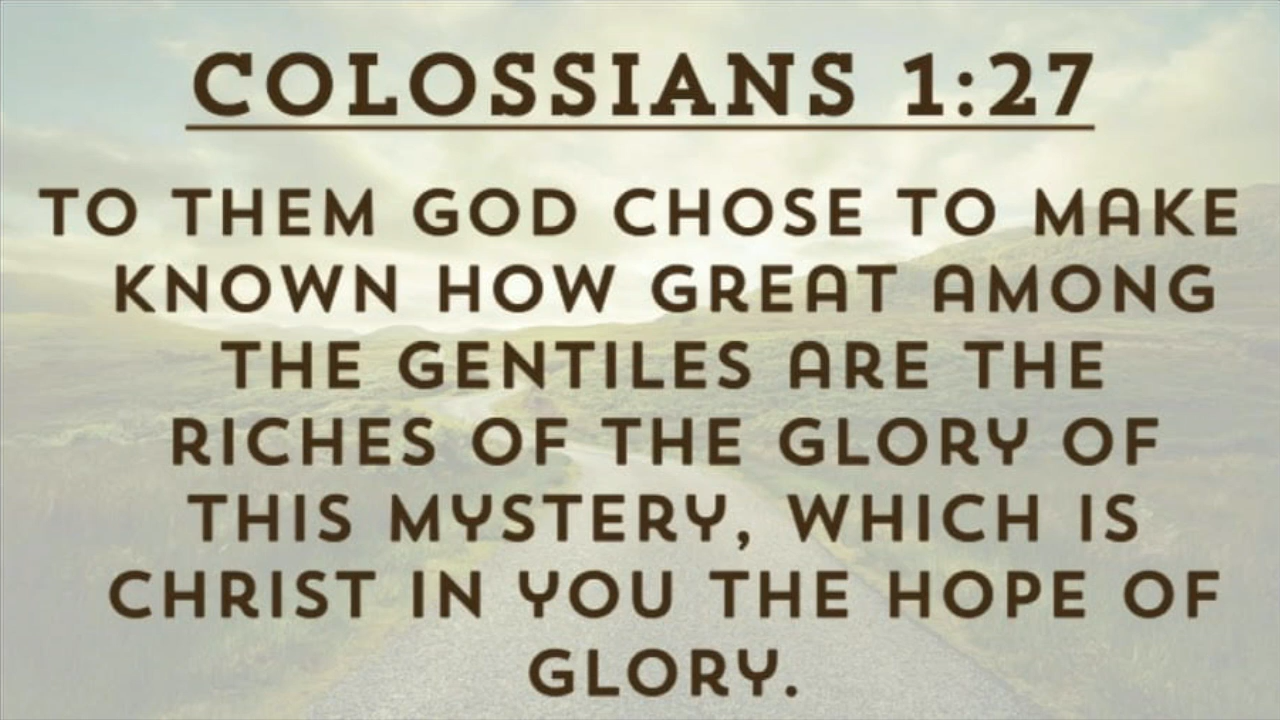 COLOSSIANS 1:27
TO THEM GOD CHOSE TO MAKE
KNOWN HOW GREAT AMONG
THE GENTILES ARE THE
RICHES OF THE GLORY OF
THIS MYSTERY, WHICH IS
CHRIST IN YOU THE HOPE OF
GLORY.